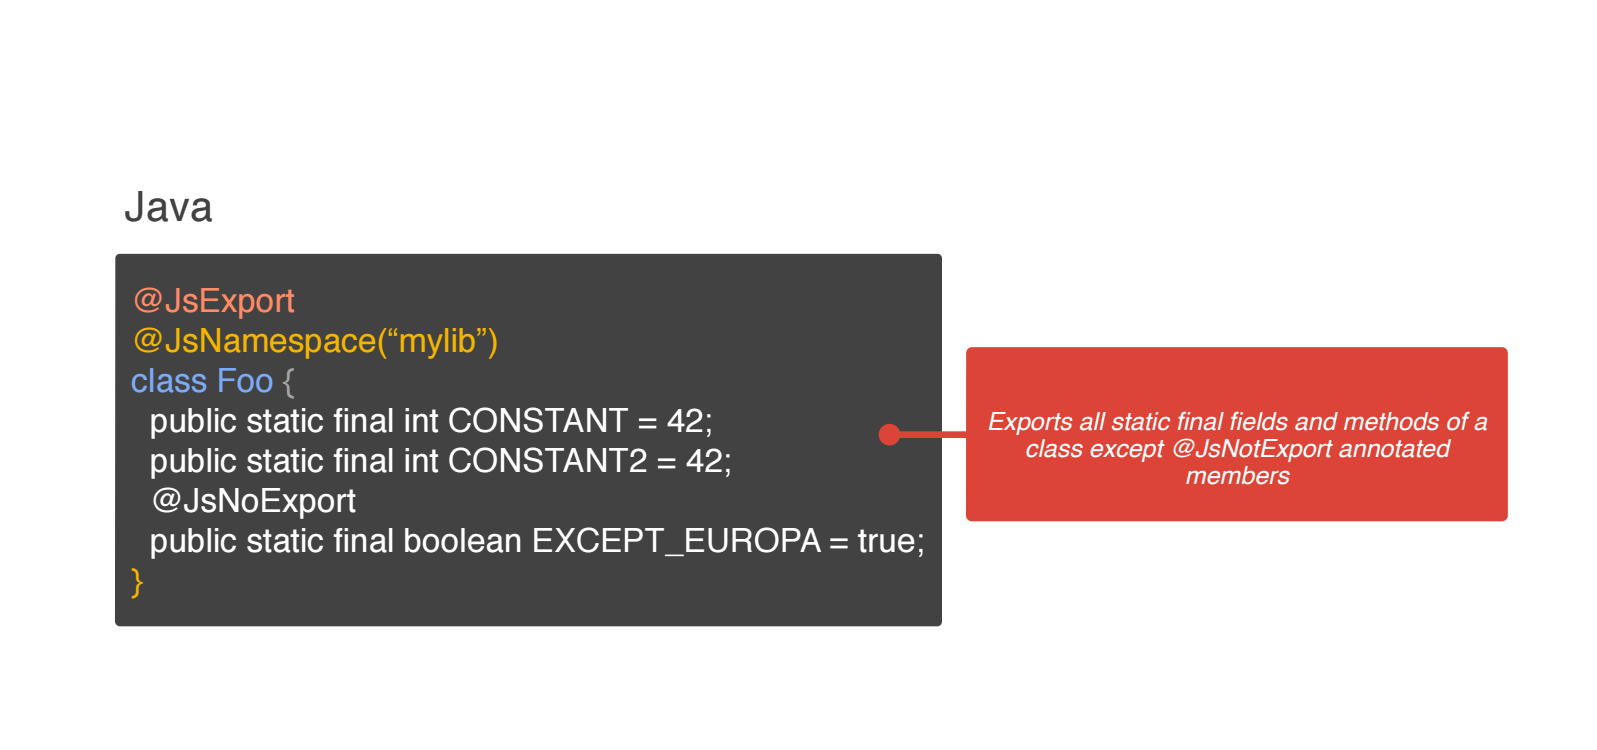 Java
@JsExport
@JsNamespace(“mylib”)
class Foo {
public static final int CONSTANT = 42;
public static final int CONSTANT2 = 42;
@JsNoExport
public static final boolean EXCEPT_EUROPA = true;
}
Exports all static final fields and methods of a
class except @JsNotExport annotated
members